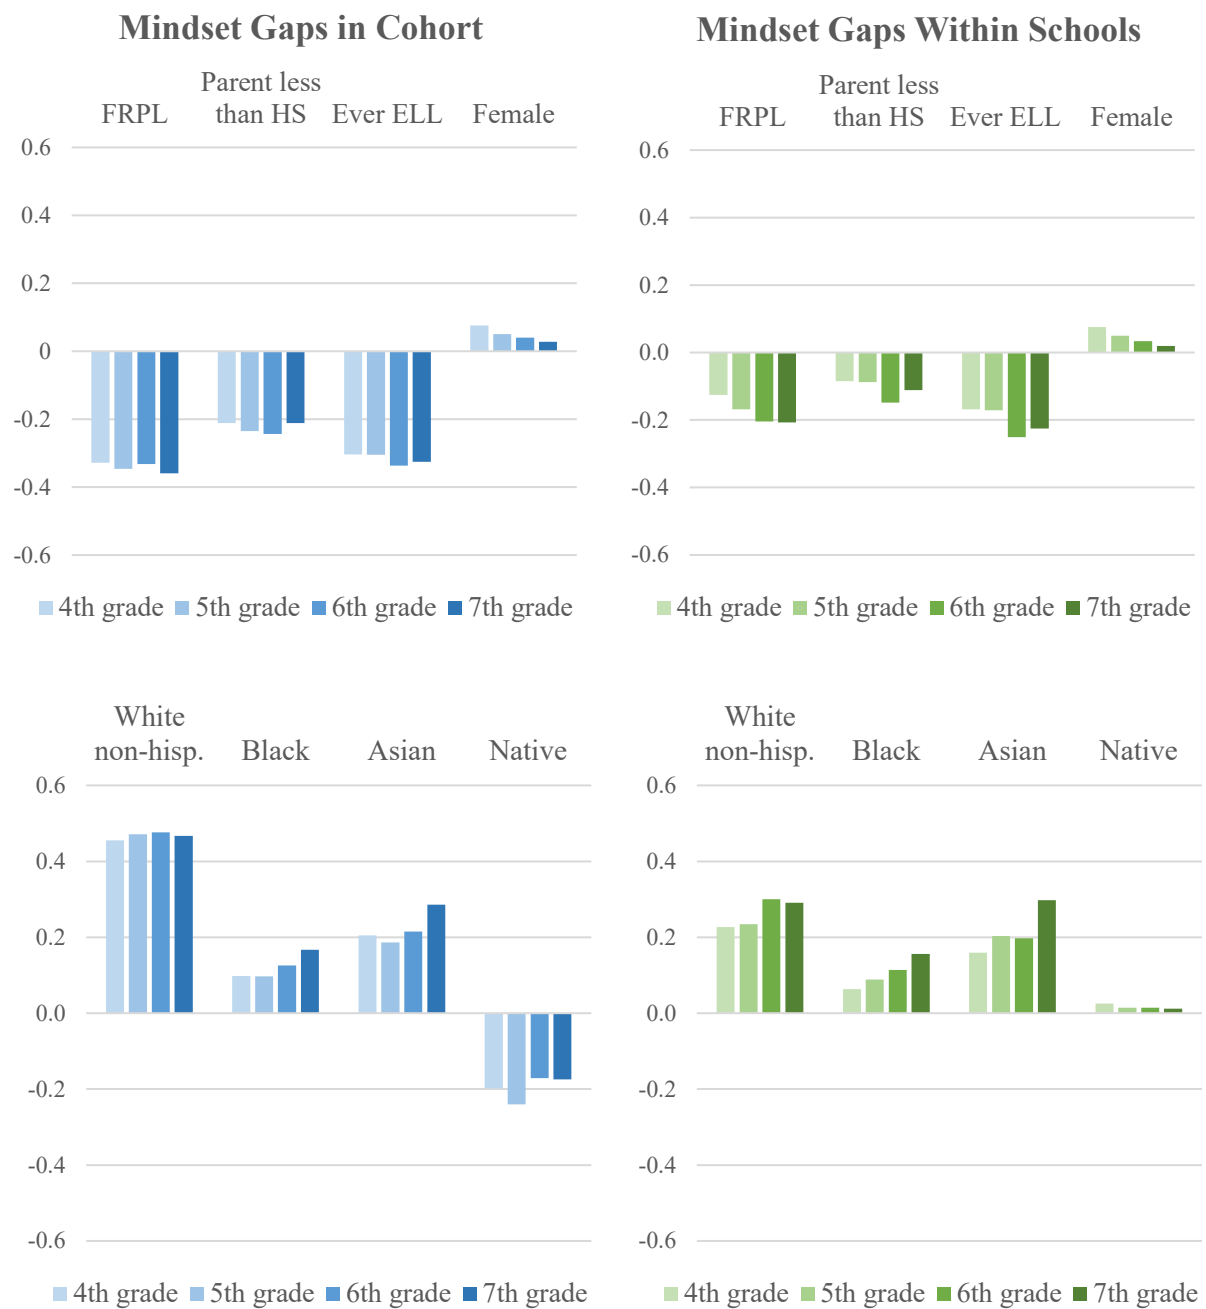 Mindset Gaps in Cohort
FRPL
Parent less
than HS
Ever ELL
Female
0.6
0.4
0.2
0
-0.2
-0.4
-0.6
4th grade 5th grade 6th grade 7th grade
Mindset Gaps Within Schools
FRPL
Parent less
than HS
Ever ELL
Female
0.6
0.4
0.2
0.0
-0.2
-0.4
-0.6
4th grade 5th grade 6th grade 7th grade
White
non-hisp.
Black
Asian
Native
0.6
0.4
0.2
0.0
-0.2
-0.4
-0.6
4th grade 5th grade 6th grade 7th grade
White
non-hisp.
Black
Asian
Native
0.6
0.4
0.2
0.0
-0.2
-0.4
-0.6
4th grade 5th grade 6th grade 7th grade